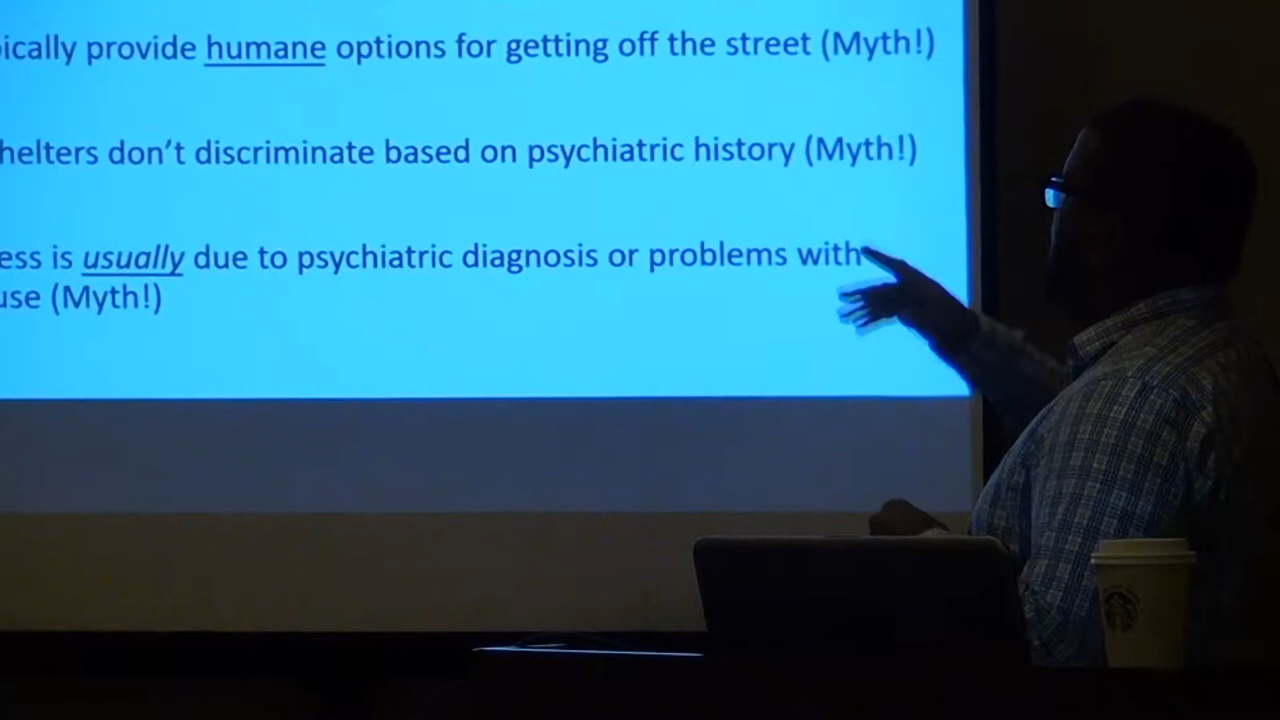 ically provide humane options for getting off the street (Myth!)
helters don't discriminate based on psychiatric history (Myth!)
ess is usually due to psychiatric diagnosis or problems with
use (Myth!)